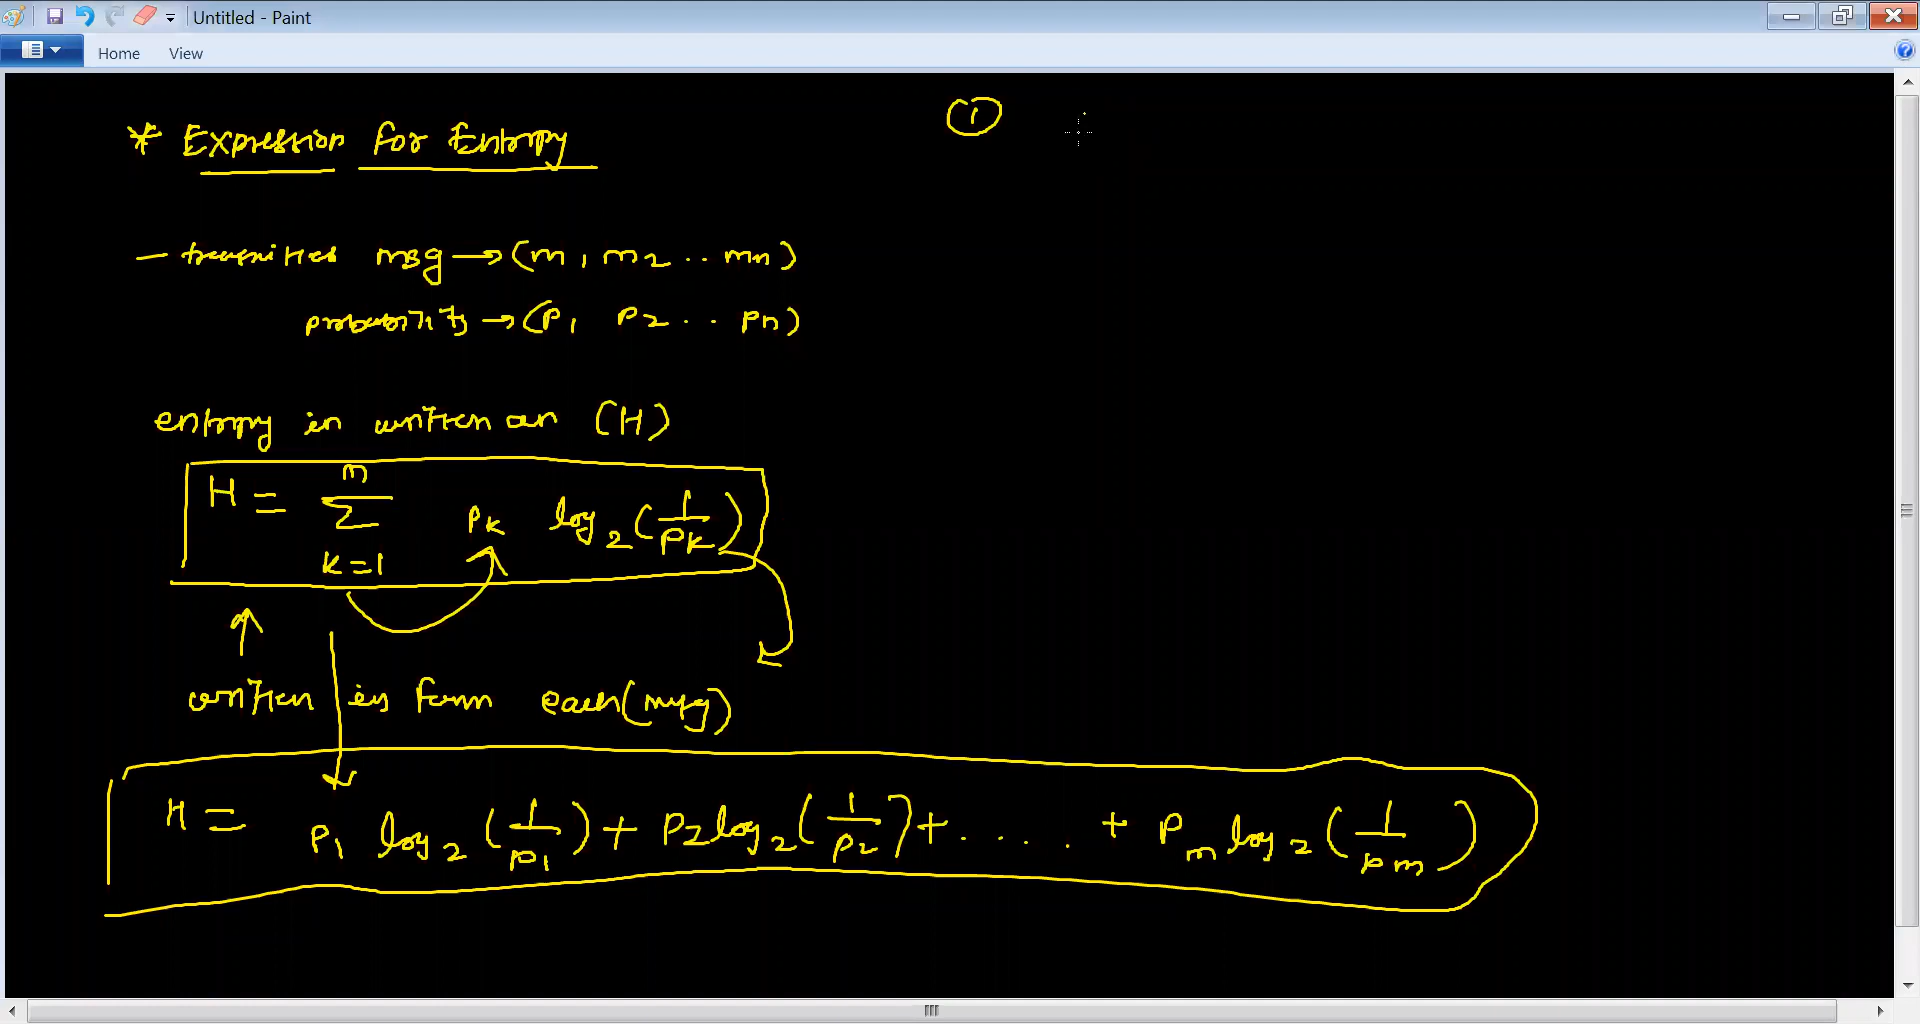 Untitled - Paint
Home View
* Expression for Entropy
①
– transmitted msg → (m1 m2 .. mn)
probability → (P1 P2 .. Pn)
entropy is written as (H)
H = ∑ (k=1 to m) Pk log₂ (1/Pk)
written in form each (msg)
H = P1 log₂ (1/P1) + P2 log₂ (1/P2) + .... + Pm log₂ (1/Pm)